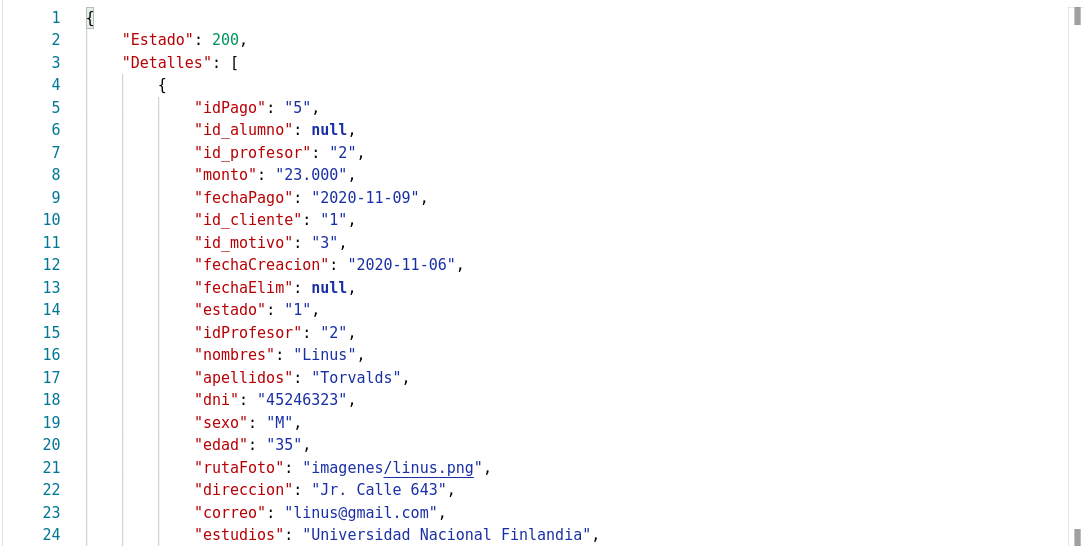 1 {
2 "Estado": 200,
3 "Detalles": [
4 {
5 "idPago": "5",
6 "id_alumno": null,
7 "id_profesor": "2",
8 "monto": "23.000",
9 "fechaPago": "2020-11-09",
10 "id_cliente": "1",
11 "id_motivo": "3",
12 "fechaCreacion": "2020-11-06",
13 "fechaElim": null,
14 "estado": "1",
15 "idProfesor": "2",
16 "nombres": "Linus",
17 "apellidos": "Torvalds",
18 "dni": "45246323",
19 "sexo": "M",
20 "edad": "35",
21 "rutaFoto": "imagenes/linus.png",
22 "direccion": "Jr. Calle 643",
23 "correo": "linus@gmail.com",
24 "estudios": "Universidad Nacional Finlandia",